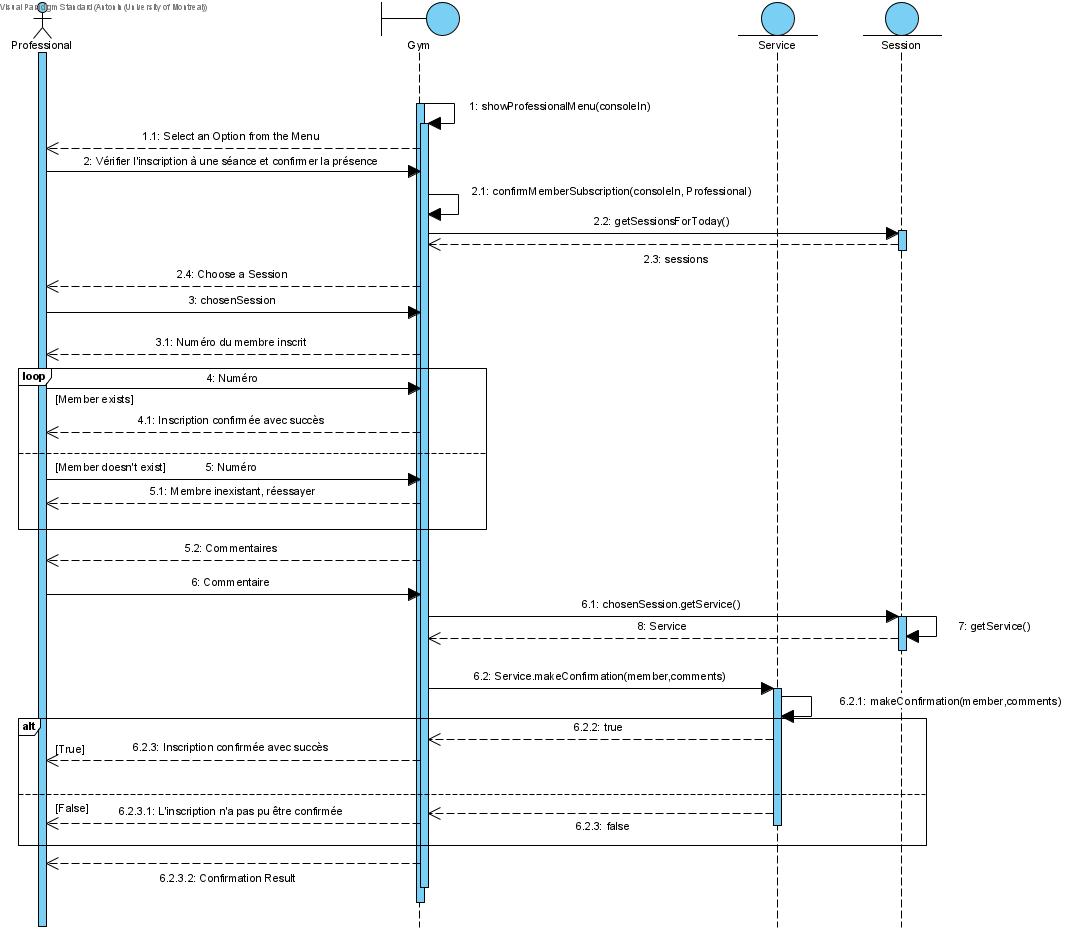 Visual Paradigm Standard (Antonin (University of Montreal))
Professional
Gym
Service
Session
1: showProfessionalMenu(consoleIn)
1.1: Select an Option from the Menu
2: Vérifier l'inscription à une séance et confirmer la présence
2.1: confirmMemberSubscription(consoleIn, Professional)
2.2: getSessionsForToday()
2.3: sessions
2.4: Choose a Session
3: chosenSession
3.1: Numéro du membre inscrit
loop
4: Numéro
[Member exists]
4.1: Inscription confirmée avec succès
[Member doesn't exist]
5: Numéro
5.1: Membre inexistant, réessayer
5.2: Commentaires
6: Commentaire
6.1: chosenSession.getService()
7: getService()
8: Service
6.2: Service.makeConfirmation(member,comments)
6.2.1: makeConfirmation(member,comments)
alt
6.2.2: true
[True]
6.2.3: Inscription confirmée avec succès
[False]
6.2.3.1: L'inscription n'a pas pu être confirmée
6.2.3: false
6.2.3.2: Confirmation Result